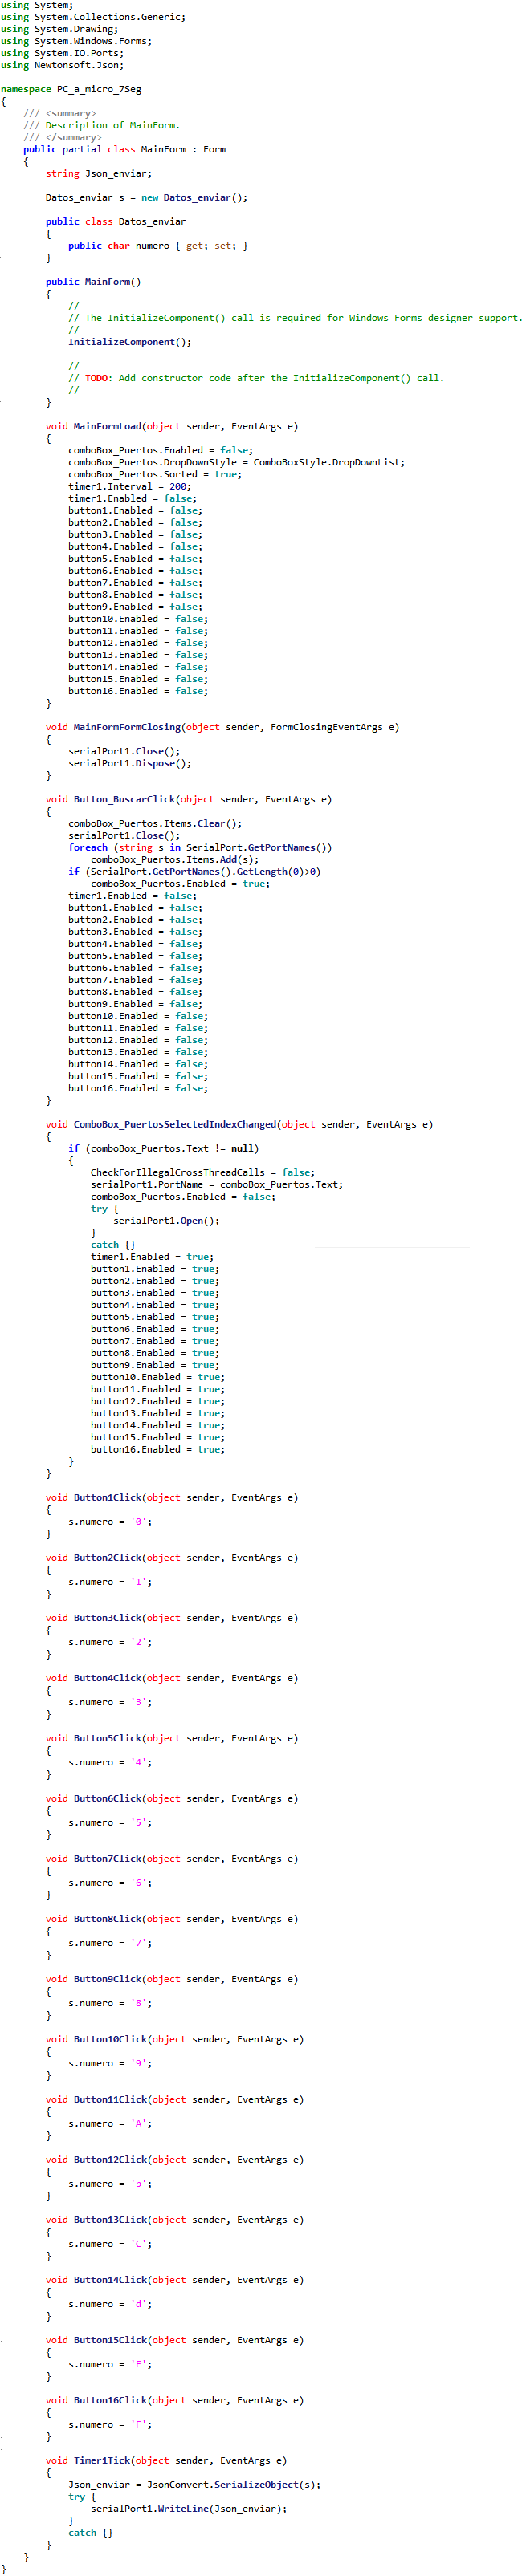 using System;
using System.Collections.Generic;
using System.Drawing;
using System.Windows.Forms;
using System.IO.Ports;
using Newtonsoft.Json;

namespace PC_a_micro_7Seg
{
    /// <summary>
    /// Description of MainForm.
    /// </summary>
    public partial class MainForm : Form
    {
        string Json_enviar;

        Datos_enviar s = new Datos_enviar();

        public class Datos_enviar
        {
            public char numero { get; set; }
        }

        public MainForm()
        {
            //
            // The InitializeComponent() call is required for Windows Forms designer support.
            //
            InitializeComponent();

            //
            // TODO: Add constructor code after the InitializeComponent() call.
            //
        }

        void MainFormLoad(object sender, EventArgs e)
        {
            comboBox_Puertos.Enabled = false;
            comboBox_Puertos.DropDownStyle = ComboBoxStyle.DropDownList;
            comboBox_Puertos.Sorted = true;
            timer1.Interval = 200;
            timer1.Enabled = false;
            button1.Enabled = false;
            button2.Enabled = false;
            button3.Enabled = false;
            button4.Enabled = false;
            button5.Enabled = false;
            button6.Enabled = false;
            button7.Enabled = false;
            button8.Enabled = false;
            button9.Enabled = false;
            button10.Enabled = false;
            button11.Enabled = false;
            button12.Enabled = false;
            button13.Enabled = false;
            button14.Enabled = false;
            button15.Enabled = false;
            button16.Enabled = false;
        }

        void MainFormFormClosing(object sender, FormClosingEventArgs e)
        {
            serialPort1.Close();
            serialPort1.Dispose();
        }

        void Button_BuscarClick(object sender, EventArgs e)
        {
            comboBox_Puertos.Items.Clear();
            serialPort1.Close();
            foreach (string s in SerialPort.GetPortNames())
                comboBox_Puertos.Items.Add(s);
            if (SerialPort.GetPortNames().GetLength(0)>0)
                comboBox_Puertos.Enabled = true;
            timer1.Enabled = false;
            button1.Enabled = false;
            button2.Enabled = false;
            button3.Enabled = false;
            button4.Enabled = false;
            button5.Enabled = false;
            button6.Enabled = false;
            button7.Enabled = false;
            button8.Enabled = false;
            button9.Enabled = false;
            button10.Enabled = false;
            button11.Enabled = false;
            button12.Enabled = false;
            button13.Enabled = false;
            button14.Enabled = false;
            button15.Enabled = false;
            button16.Enabled = false;
        }

        void ComboBox_PuertosSelectedIndexChanged(object sender, EventArgs e)
        {
            if (comboBox_Puertos.Text != null)
            {
                CheckForIllegalCrossThreadCalls = false;
                serialPort1.PortName = comboBox_Puertos.Text;
                comboBox_Puertos.Enabled = false;
                try {
                    serialPort1.Open();
                }
                catch {}
                timer1.Enabled = true;
                button1.Enabled = true;
                button2.Enabled = true;
                button3.Enabled = true;
                button4.Enabled = true;
                button5.Enabled = true;
                button6.Enabled = true;
                button7.Enabled = true;
                button8.Enabled = true;
                button9.Enabled = true;
                button10.Enabled = true;
                button11.Enabled = true;
                button12.Enabled = true;
                button13.Enabled = true;
                button14.Enabled = true;
                button15.Enabled = true;
                button16.Enabled = true;
            }
        }

        void Button1Click(object sender, EventArgs e)
        {
            s.numero = '0';
        }

        void Button2Click(object sender, EventArgs e)
        {
            s.numero = '1';
        }

        void Button3Click(object sender, EventArgs e)
        {
            s.numero = '2';
        }

        void Button4Click(object sender, EventArgs e)
        {
            s.numero = '3';
        }

        void Button5Click(object sender, EventArgs e)
        {
            s.numero = '4';
        }

        void Button6Click(object sender, EventArgs e)
        {
            s.numero = '5';
        }

        void Button7Click(object sender, EventArgs e)
        {
            s.numero = '6';
        }

        void Button8Click(object sender, EventArgs e)
        {
            s.numero = '7';
        }

        void Button9Click(object sender, EventArgs e)
        {
            s.numero = '8';
        }

        void Button10Click(object sender, EventArgs e)
        {
            s.numero = '9';
        }

        void Button11Click(object sender, EventArgs e)
        {
            s.numero = 'A';
        }

        void Button12Click(object sender, EventArgs e)
        {
            s.numero = 'b';
        }

        void Button13Click(object sender, EventArgs e)
        {
            s.numero = 'C';
        }

        void Button14Click(object sender, EventArgs e)
        {
            s.numero = 'd';
        }

        void Button15Click(object sender, EventArgs e)
        {
            s.numero = 'E';
        }

        void Button16Click(object sender, EventArgs e)
        {
            s.numero = 'F';
        }

        void Timer1Tick(object sender, EventArgs e)
        {
            Json_enviar = JsonConvert.SerializeObject(s);
            try {
                serialPort1.WriteLine(Json_enviar);
            }
            catch {}
        }
    }
}